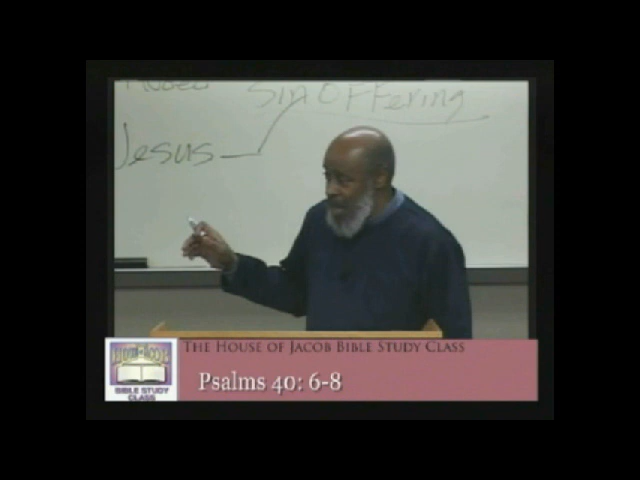 Sin Offering
Jesus
THE HOUSE OF JACOB BIBLE STUDY CLASS
Psalms 40: 6-8
BIBLE STUDY
CLASS